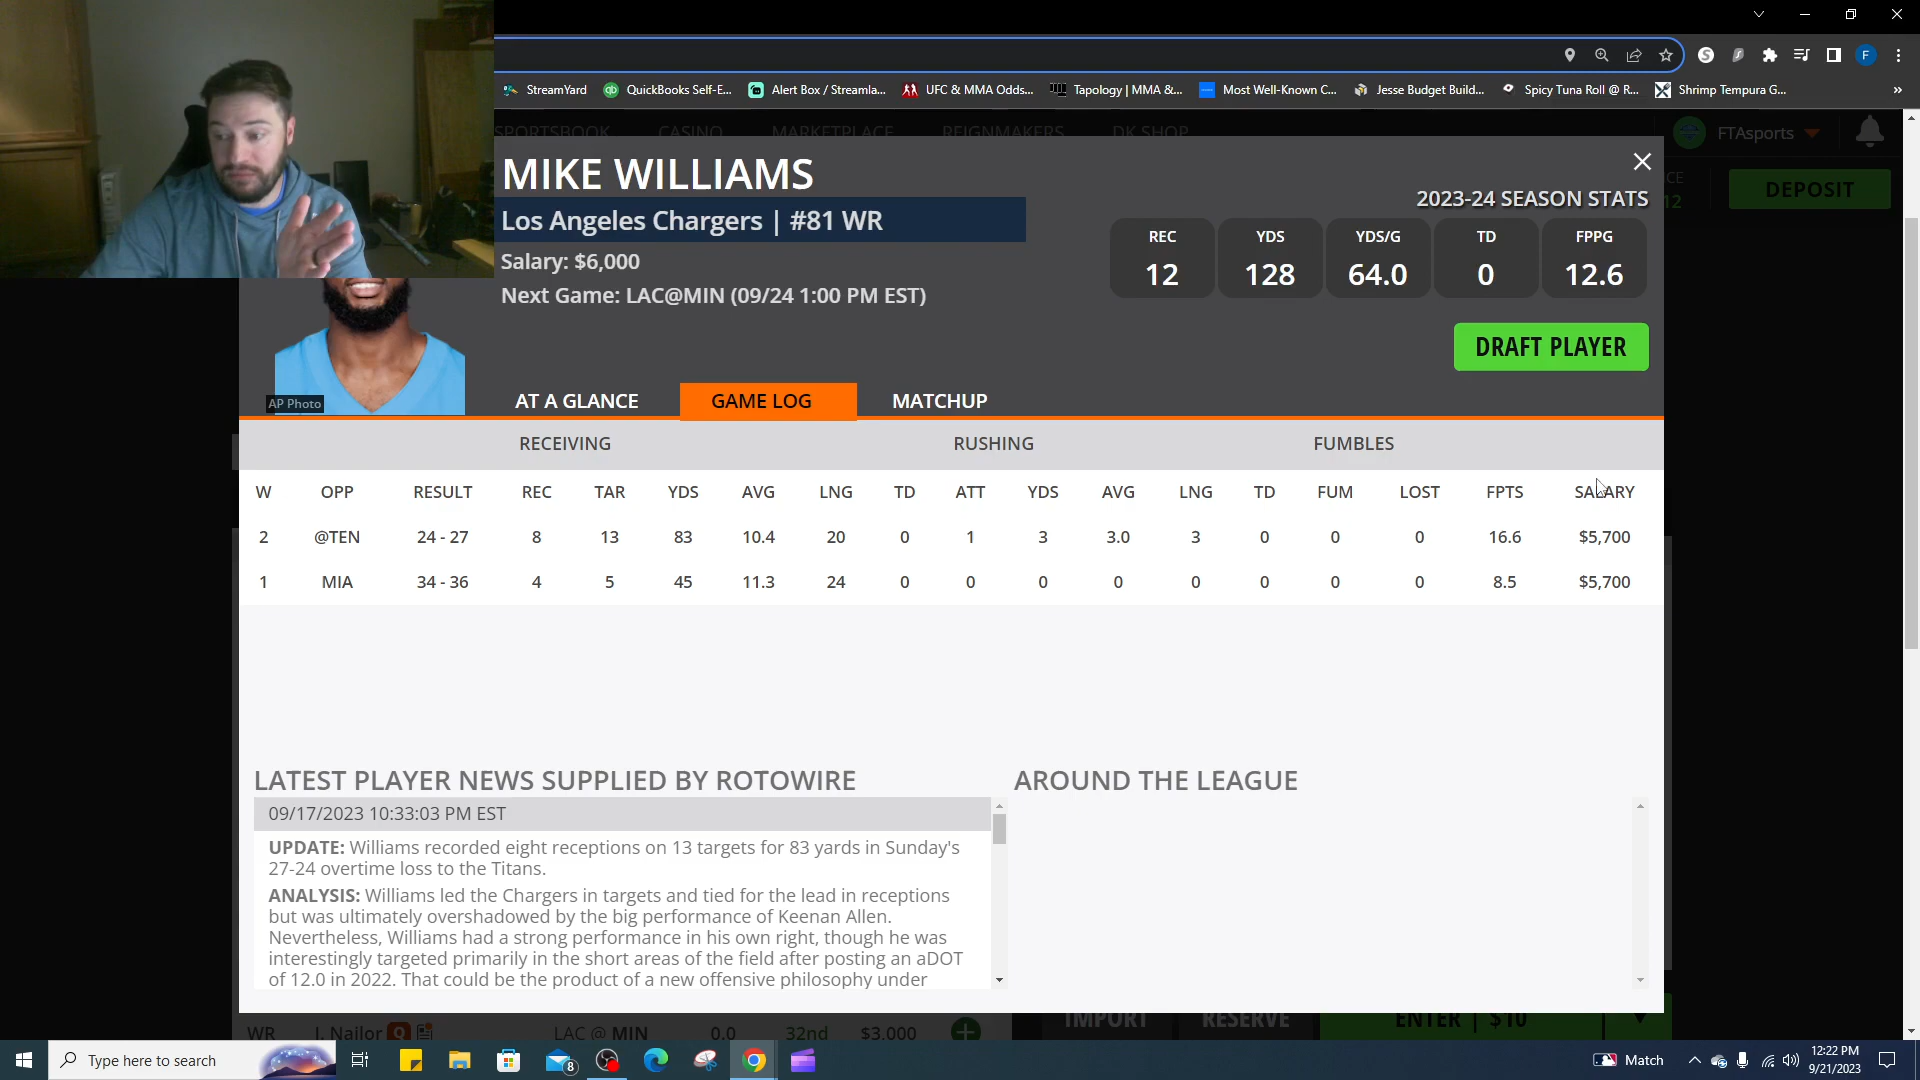 StreamYard QuickBooks Self-E... Alert Box / Streamla... UFC & MMA Odds... Tapology | MMA &... Most Well-Known C... Jesse Budget Build... Spicy Tuna Roll @ R... Shrimp Tempura G... »
SPORTSBOOK CASINO MARKETPLACE REIGNMAKERS DK SHOP FTAsports
DEPOSIT
MIKE WILLIAMS
Los Angeles Chargers | #81 WR
Salary: $6,000
Next Game: LAC@MIN (09/24 1:00 PM EST)
2023-24 SEASON STATS
REC YDS YDS/G TD FPPG
12 128 64.0 0 12.6
DRAFT PLAYER
AP Photo
AT A GLANCE GAME LOG MATCHUP
RECEIVING RUSHING FUMBLES
W OPP RESULT REC TAR YDS AVG LNG TD ATT YDS AVG LNG TD FUM LOST FPTS SALARY
2 @TEN 24 - 27 8 13 83 10.4 20 0 1 3 3.0 3 0 0 0 16.6 $5,700
1 MIA 34 - 36 4 5 45 11.3 24 0 0 0 0 0 0 0 0 8.5 $5,700
LATEST PLAYER NEWS SUPPLIED BY ROTOWIRE
09/17/2023 10:33:03 PM EST
UPDATE: Williams recorded eight receptions on 13 targets for 83 yards in Sunday's
27-24 overtime loss to the Titans.
ANALYSIS: Williams led the Chargers in targets and tied for the lead in receptions
but was ultimately overshadowed by the big performance of Keenan Allen.
Nevertheless, Williams had a strong performance in his own right, though he was
interestingly targeted primarily in the short areas of the field after posting an aDOT
of 12.0 in 2022. That could be the product of a new offensive philosophy under
AROUND THE LEAGUE
WR J. Nailor Q LAC @ MIN 0.0 32nd $3,000
IMPORT RESERVE ENTER | $10
Type here to search
8
Match
12:22 PM
9/21/2023